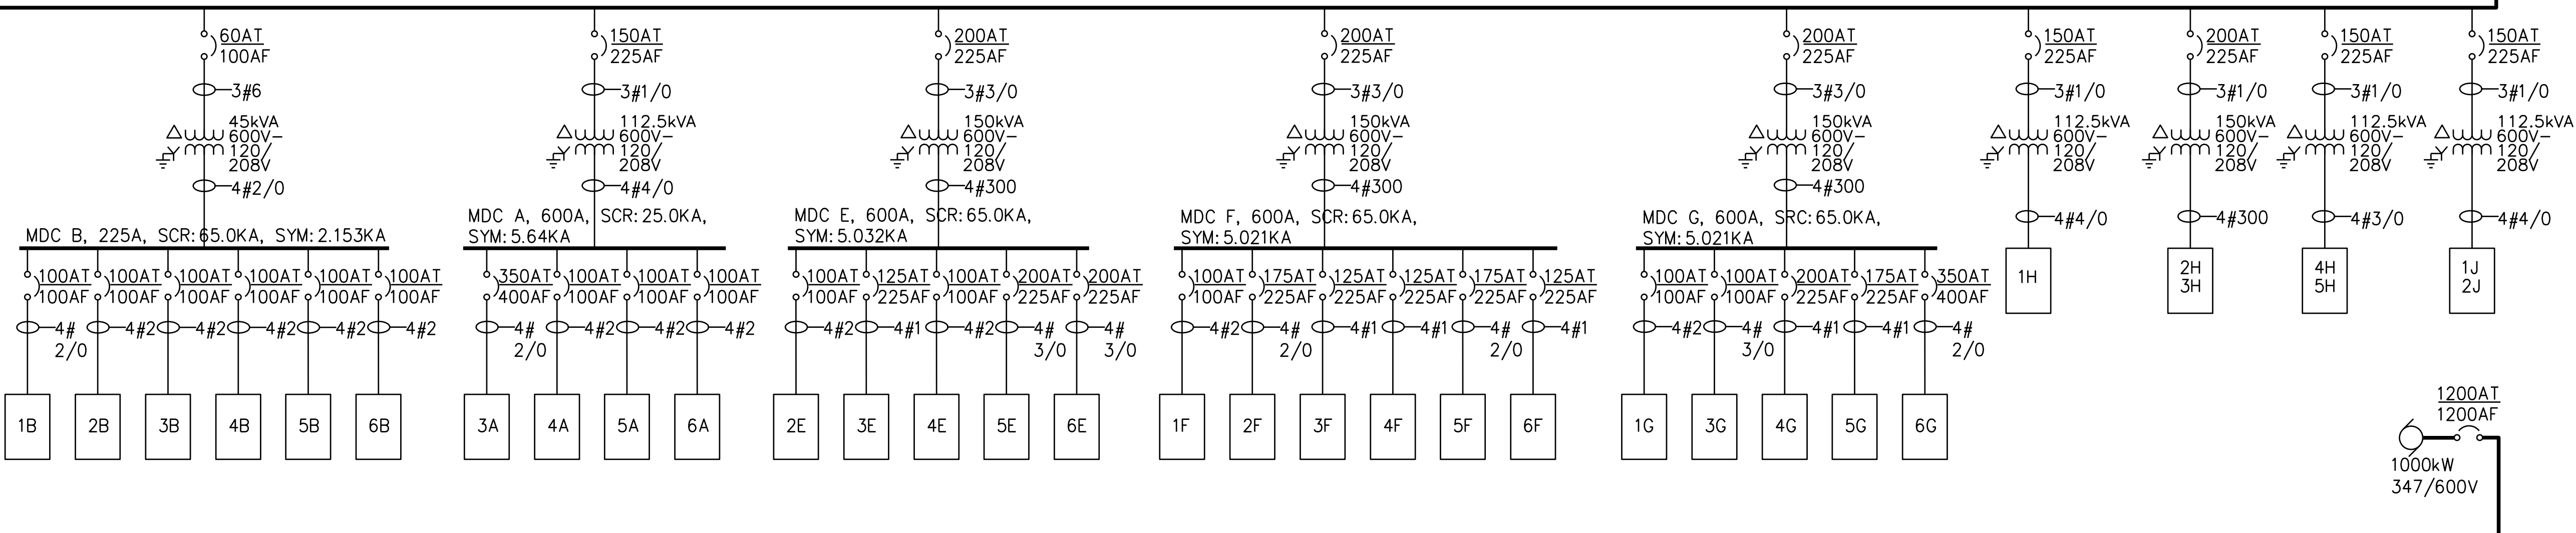 60AT
100AF
3#6
45kVA
600V-
120/
208V
4#2/0
MDC B, 225A, SCR:65.0KA, SYM:2.153KA
100AT 100AT 100AT 100AT 100AT 100AT
100AF 100AF 100AF 100AF 100AF 100AF
4# 4#2 4#2 4#2 4#2 4#2
2/0
1B 2B 3B 4B 5B 6B
150AT
225AF
3#1/0
112.5kVA
600V-
120/
208V
4#4/0
MDC A, 600A, SCR:25.0KA,
SYM:5.64KA
350AT 100AT 100AT 100AT
400AF 100AF 100AF 100AF
4# 4#2 4#2 4#2
2/0
3A 4A 5A 6A
200AT
225AF
3#3/0
150kVA
600V-
120/
208V
4#300
MDC E, 600A, SCR:65.0KA,
SYM:5.032KA
100AT 125AT 100AT 200AT 200AT
100AF 225AF 100AF 225AF 225AF
4#2 4#1 4#2 4# 4#
3/0 3/0
2E 3E 4E 5E 6E
200AT
225AF
3#3/0
150kVA
600V-
120/
208V
4#300
MDC F, 600A, SCR:65.0KA,
SYM:5.021KA
100AT 175AT 125AT 125AT 175AT 125AT
100AF 225AF 225AF 225AF 225AF 225AF
4#2 4# 4#1 4#1 4# 4#1
2/0 2/0
1F 2F 3F 4F 5F 6F
200AT
225AF
3#3/0
150kVA
600V-
120/
208V
4#300
MDC G, 600A, SRC:65.0KA,
SYM:5.021KA
100AT 100AT 200AT 175AT 350AT
100AF 100AF 225AF 225AF 400AF
4#2 4# 4#1 4#1 4#
3/0 2/0
1G 3G 4G 5G 6G
150AT
225AF
3#1/0
112.5kVA
600V-
120/
208V
4#4/0
1H
200AT
225AF
3#1/0
150kVA
600V-
120/
208V
4#300
2H
3H
150AT
225AF
3#1/0
112.5kVA
600V-
120/
208V
4#3/0
4H
5H
150AT
225AF
3#1/0
112.5kVA
600V-
120/
208V
4#4/0
1J
2J
1200AT
1200AF
1000kW
347/600V